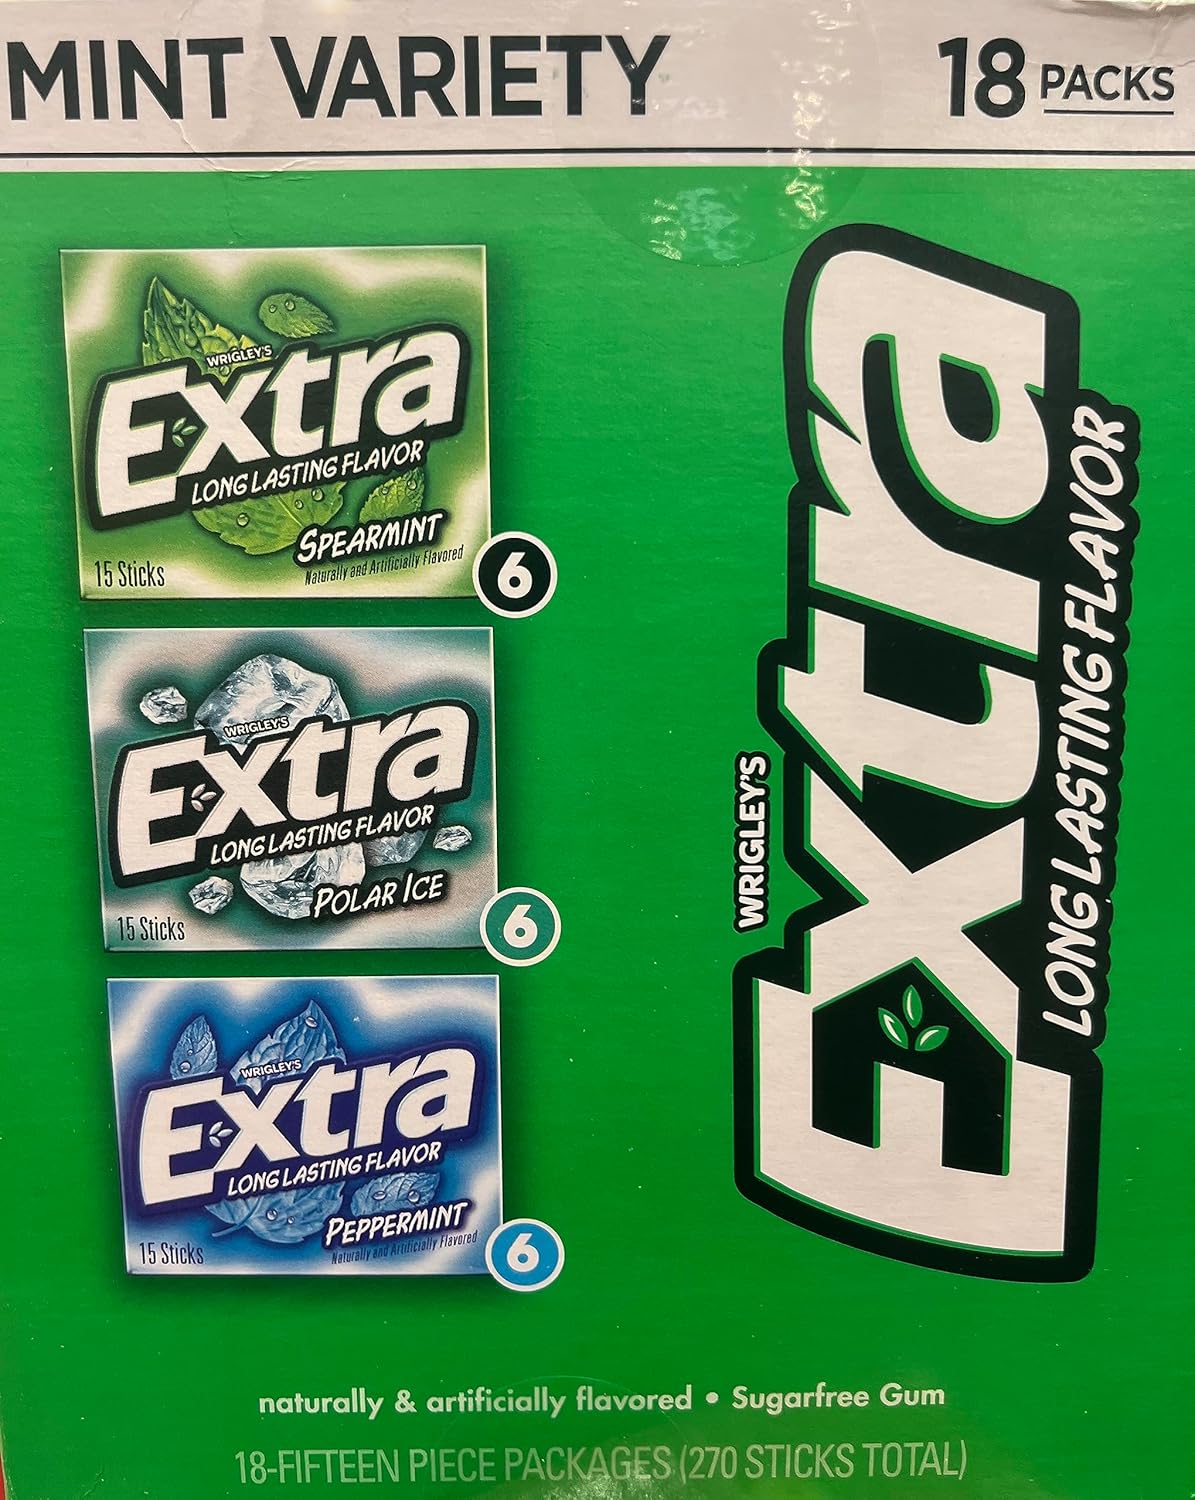 MINT VARIETY 18 PACKS
WRIGLEY'S
Extra
LONG LASTING FLAVOR
SPEARMINT
Naturally and Artificially Flavored
15 Sticks
6
WRIGLEY'S
Extra
LONG LASTING FLAVOR
POLAR ICE
15 Sticks
6
WRIGLEY'S
Extra
LONG LASTING FLAVOR
PEPPERMINT
Naturally and Artificially Flavored
15 Sticks
6
WRIGLEY'S
Extra
LONG LASTING FLAVOR
naturally & artificially flavored • Sugarfree Gum
18-FIFTEEN PIECE PACKAGES (270 STICKS TOTAL)